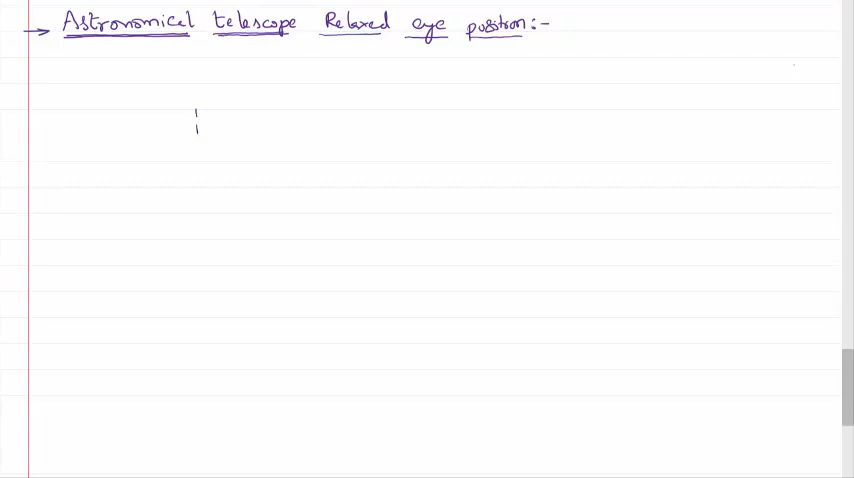 → Astronomical telescope Relaxed eye position:-